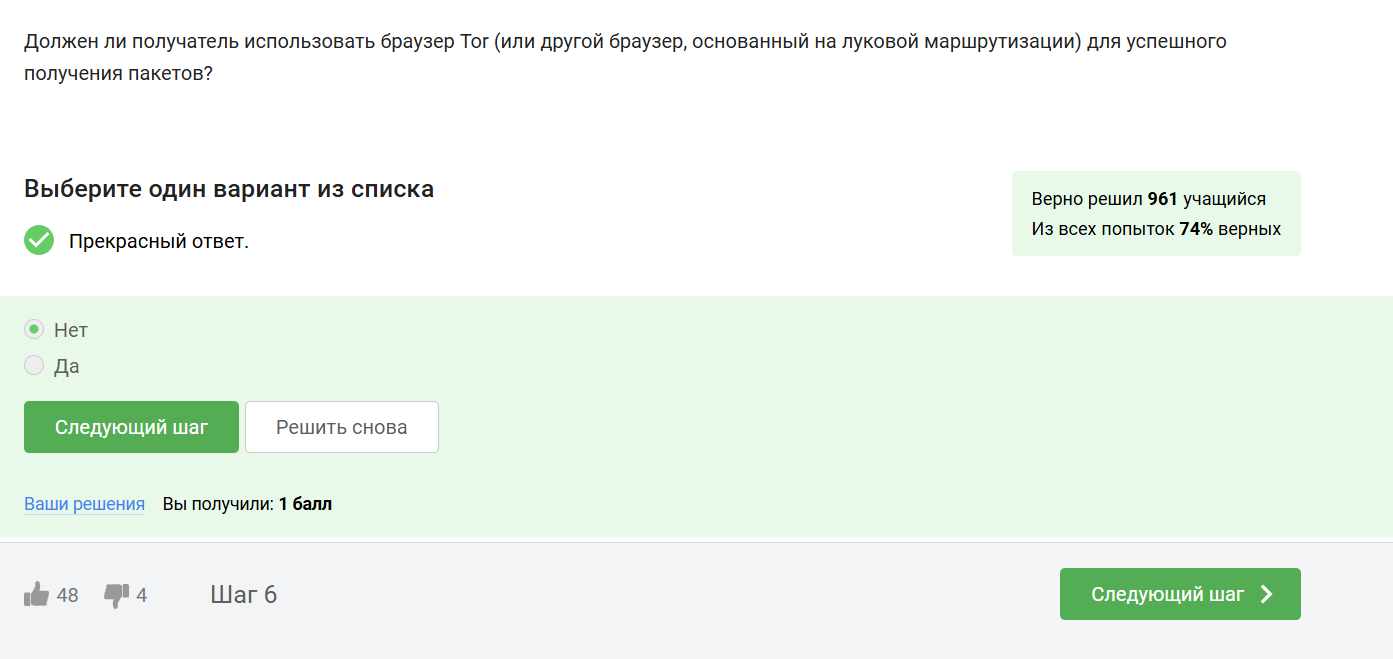 Должен ли получатель использовать браузер Tor (или другой браузер, основанный на луковой маршрутизации) для успешного
получения пакетов?
Выберите один вариант из списка
Прекрасный ответ.
Верно решил 961 учащийся
Из всех попыток 74% верных
Нет
Да
Следующий шаг
Решить снова
Ваши решения Вы получили: 1 балл
48 4 Шаг 6
Следующий шаг